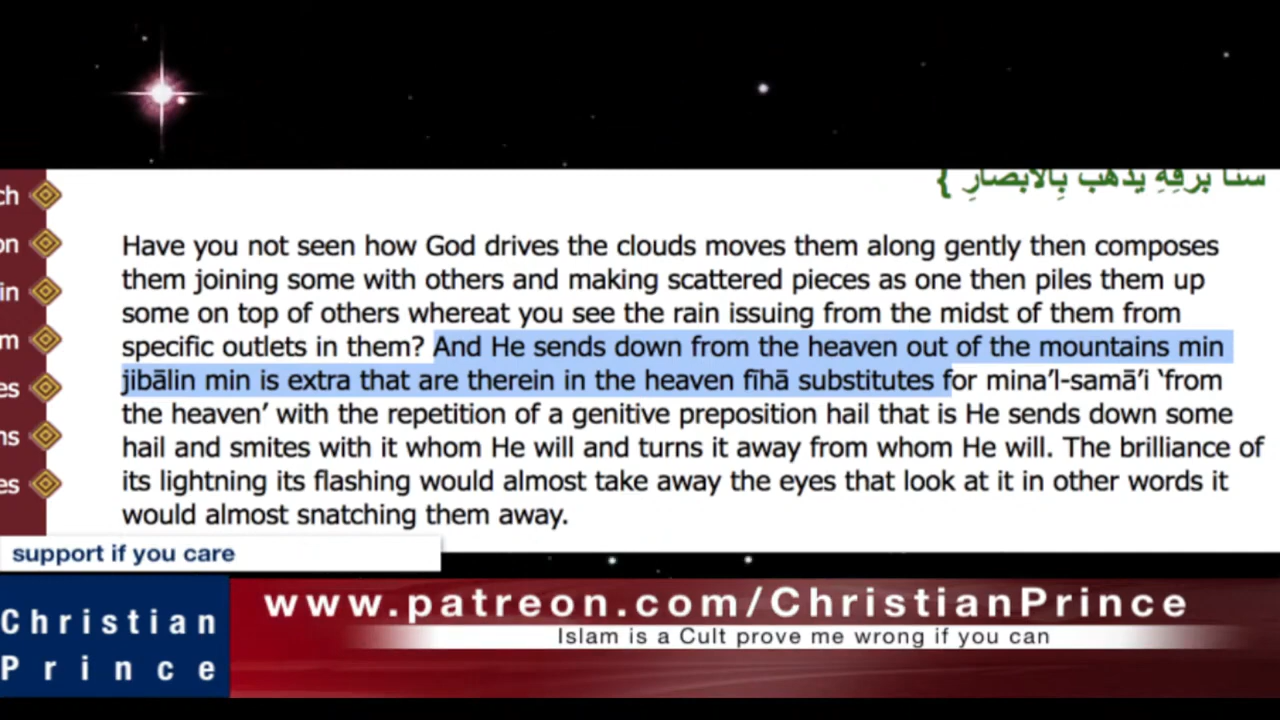 سنا برقه يذهب بِالأبصارِ }
ch
on
in
m
es
ns
es
Have you not seen how God drives the clouds moves them along gently then composes
them joining some with others and making scattered pieces as one then piles them up
some on top of others whereat you see the rain issuing from the midst of them from
specific outlets in them? And He sends down from the heaven out of the mountains min
jibālin min is extra that are therein in the heaven fīhā substitutes for mina’l-samā’i ‘from
the heaven’ with the repetition of a genitive preposition hail that is He sends down some
hail and smites with it whom He will and turns it away from whom He will. The brilliance of
its lightning its flashing would almost take away the eyes that look at it in other words it
would almost snatching them away.
support if you care
Christian
Prince
www.patreon.com/ChristianPrince
Islam is a Cult prove me wrong if you can